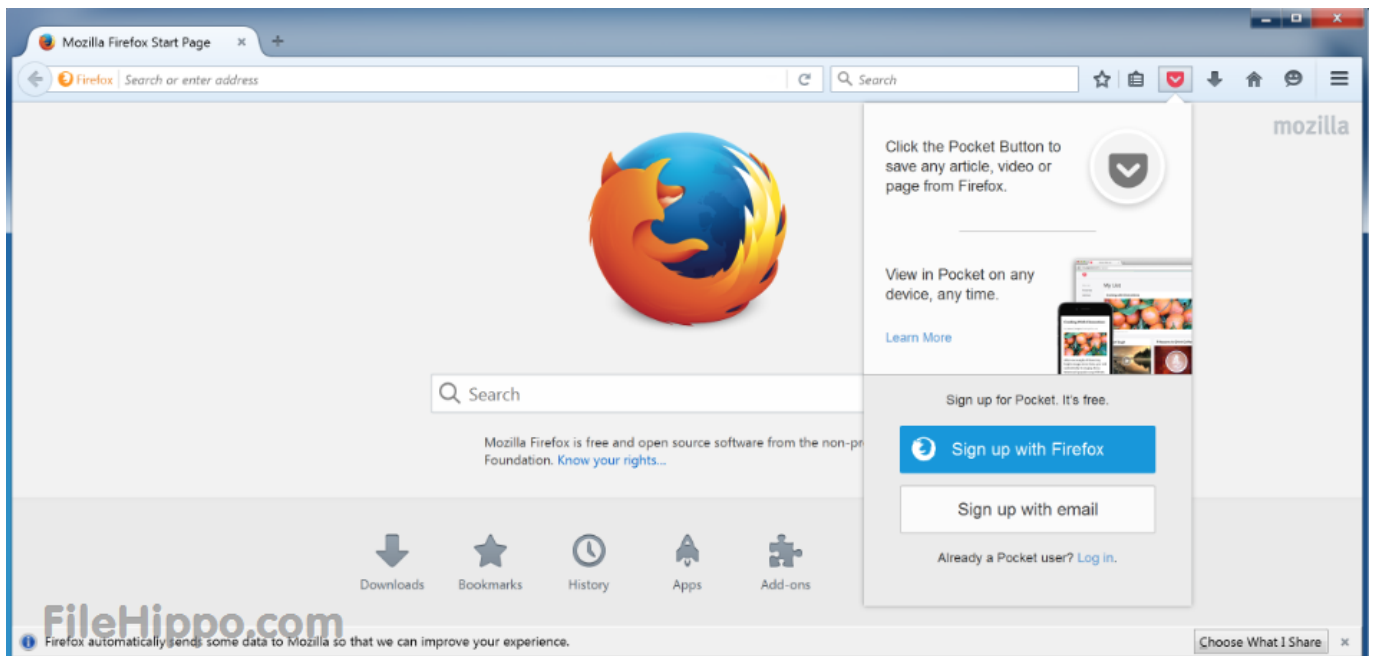 Mozilla Firefox Start Page
Firefox
Search or enter address
Search
mozilla
Click the Pocket Button to
save any article, video or
page from Firefox.
View in Pocket on any
device, any time.
My List
Learn More
Search
Sign up for Pocket. It's free.
Mozilla Firefox is free and open source software from the non-pr
Foundation. Know your rights...
Sign up with Firefox
Sign up with email
Already a Pocket user? Log in.
Downloads
Bookmarks
History
Apps
Add-ons
FileHippo.com
Firefox automatically sends some data to Mozilla so that we can improve your experience.
Choose What I Share